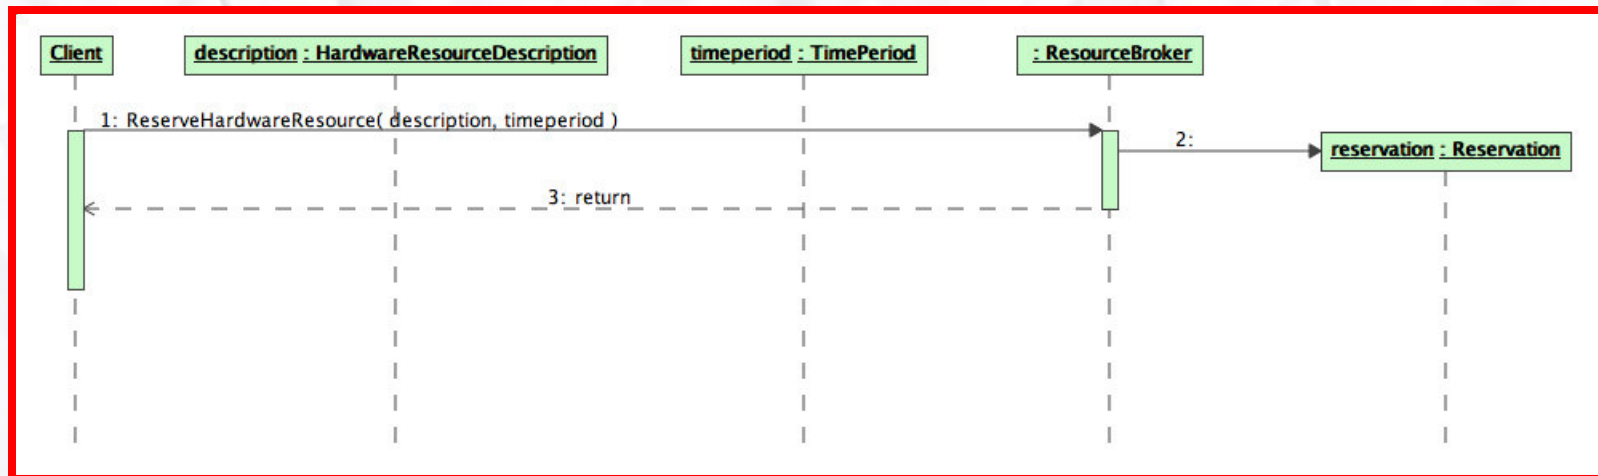 Client
description : HardwareResourceDescription
timeperiod : TimePeriod
: ResourceBroker
1: ReserveHardwareResource( description, timeperiod )
2:
reservation : Reservation
3: return